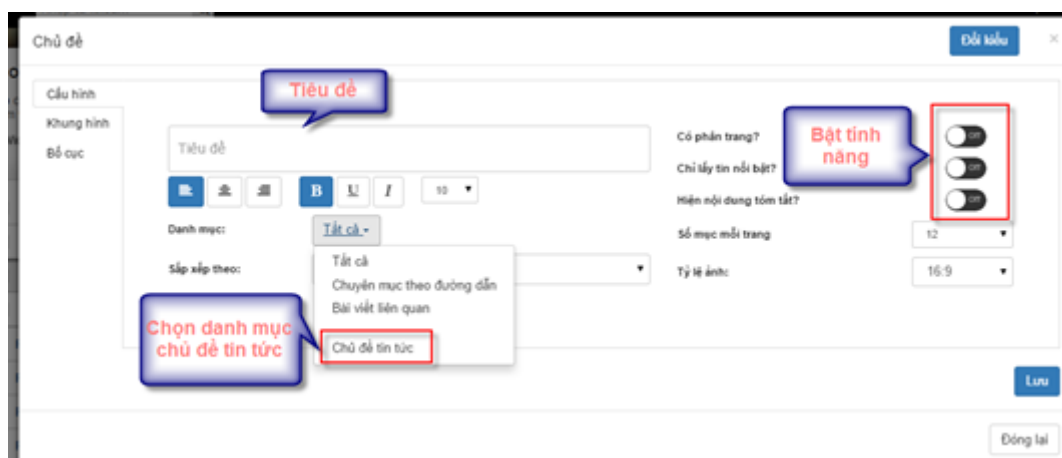 Chủ đề
Đổi kiểu
×
Cấu hình
Khung hình
Bố cục
Tiêu đề
Tiêu đề
B U I 10
Danh mục:
Tất cả
Tất cả
Chuyên mục theo đường dẫn
Bài viết liên quan
Chủ đề tin tức
Sắp xếp theo:
Chọn danh mục
chủ đề tin tức
Có phân trang?
Off
Chỉ lấy tin nổi bật?
Off
Hiện nội dung tóm tắt?
Off
Bật tính
năng
Số mục mỗi trang
12
Tỷ lệ ảnh:
16:9
Lưu
Đóng lại